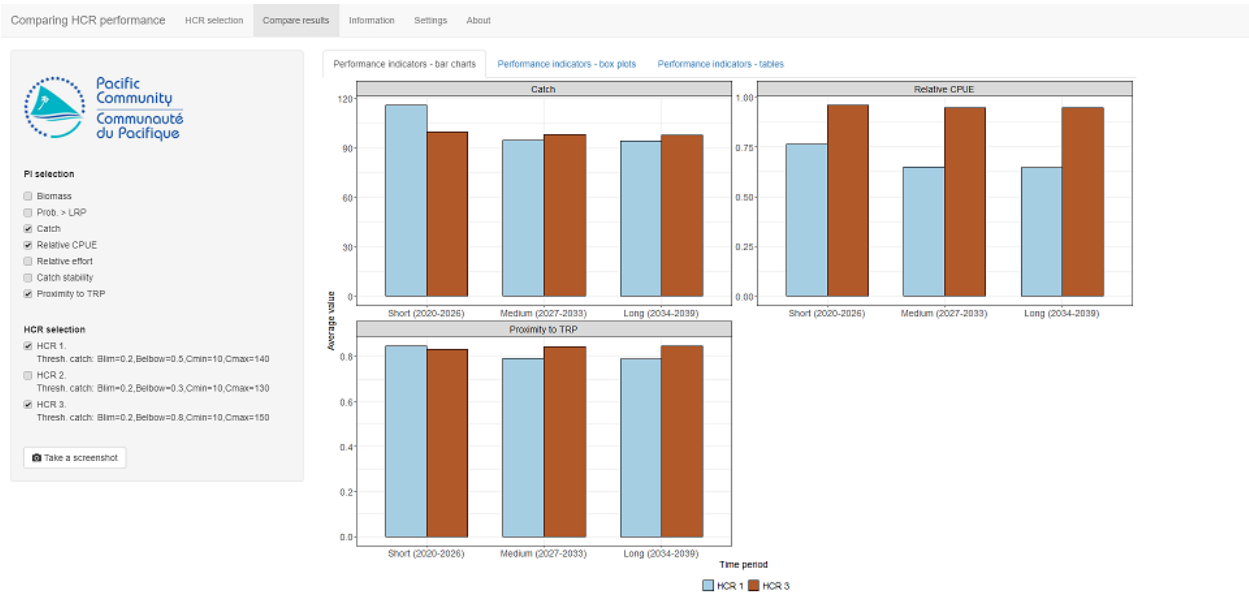 Comparing HCR performance HCR selection Compare results Information Settings About
Pacific
Community
Communauté
du Pacifique
PI selection
Biomass
Prob. > LRP
Catch
Relative CPUE
Relative effort
Catch stability
Proximity to TRP
HCR selection
HCR 1.
Thresh. catch: Blim=0.2,Belbow=0.5,Cmin=10,Cmax=140
HCR 2.
Thresh. catch: Blim=0.2,Belbow=0.3,Cmin=10,Cmax=130
HCR 3.
Thresh. catch: Blim=0.2,Belbow=0.8,Cmin=10,Cmax=150
Take a screenshot
Performance indicators - bar charts Performance indicators - box plots Performance indicators - tables
Catch
120
90
60
30
0
Short (2020-2026) Medium (2027-2033) Long (2034-2039)
Relative CPUE
1.00
0.75
0.50
0.25
0.00
Short (2020-2026) Medium (2027-2033) Long (2034-2039)
Average value
Proximity to TRP
0.8
0.6
0.4
0.2
0.0
Short (2020-2026) Medium (2027-2033) Long (2034-2039)
Time period
HCR 1 HCR 3